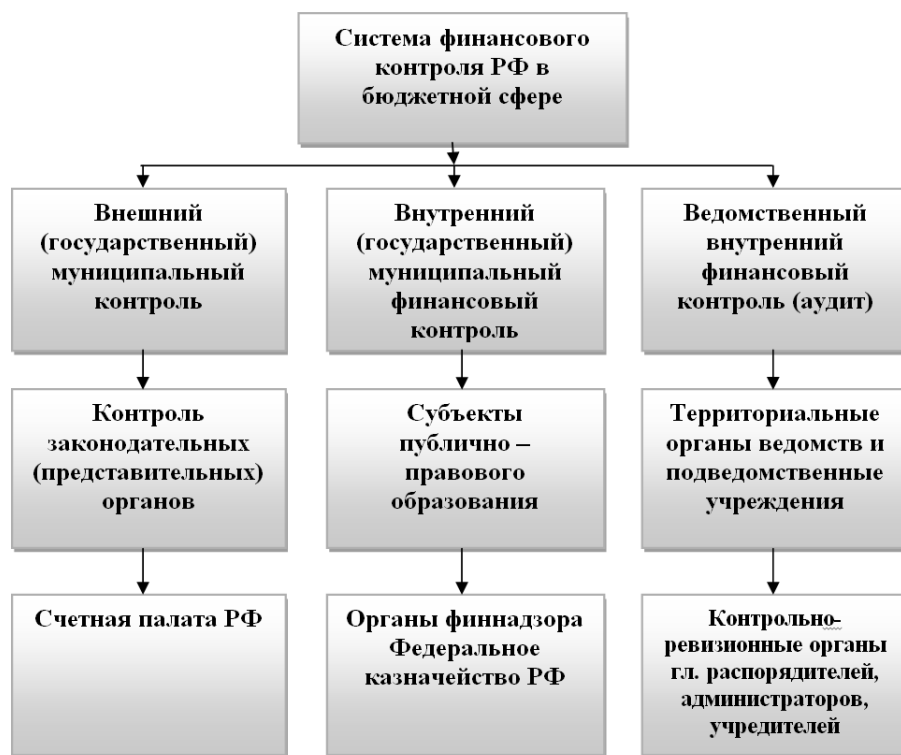 Система финансового
контроля РФ в
бюджетной сфере
Внешний
(государственный)
муниципальный
контроль
Внутренний
(государственный)
муниципальный
финансовый
контроль
Ведомственный
внутренний
финансовый
контроль (аудит)
Контроль
законодательных
(представительных)
органов
Субъекты
публично –
правового
образования
Территориальные
органы ведомств и
подведомственные
учреждения
Счетная палата РФ
Органы финнадзора
Федеральное
казначейство РФ
Контрольно-
ревизионные органы
гл. распорядителей,
администраторов,
учредителей